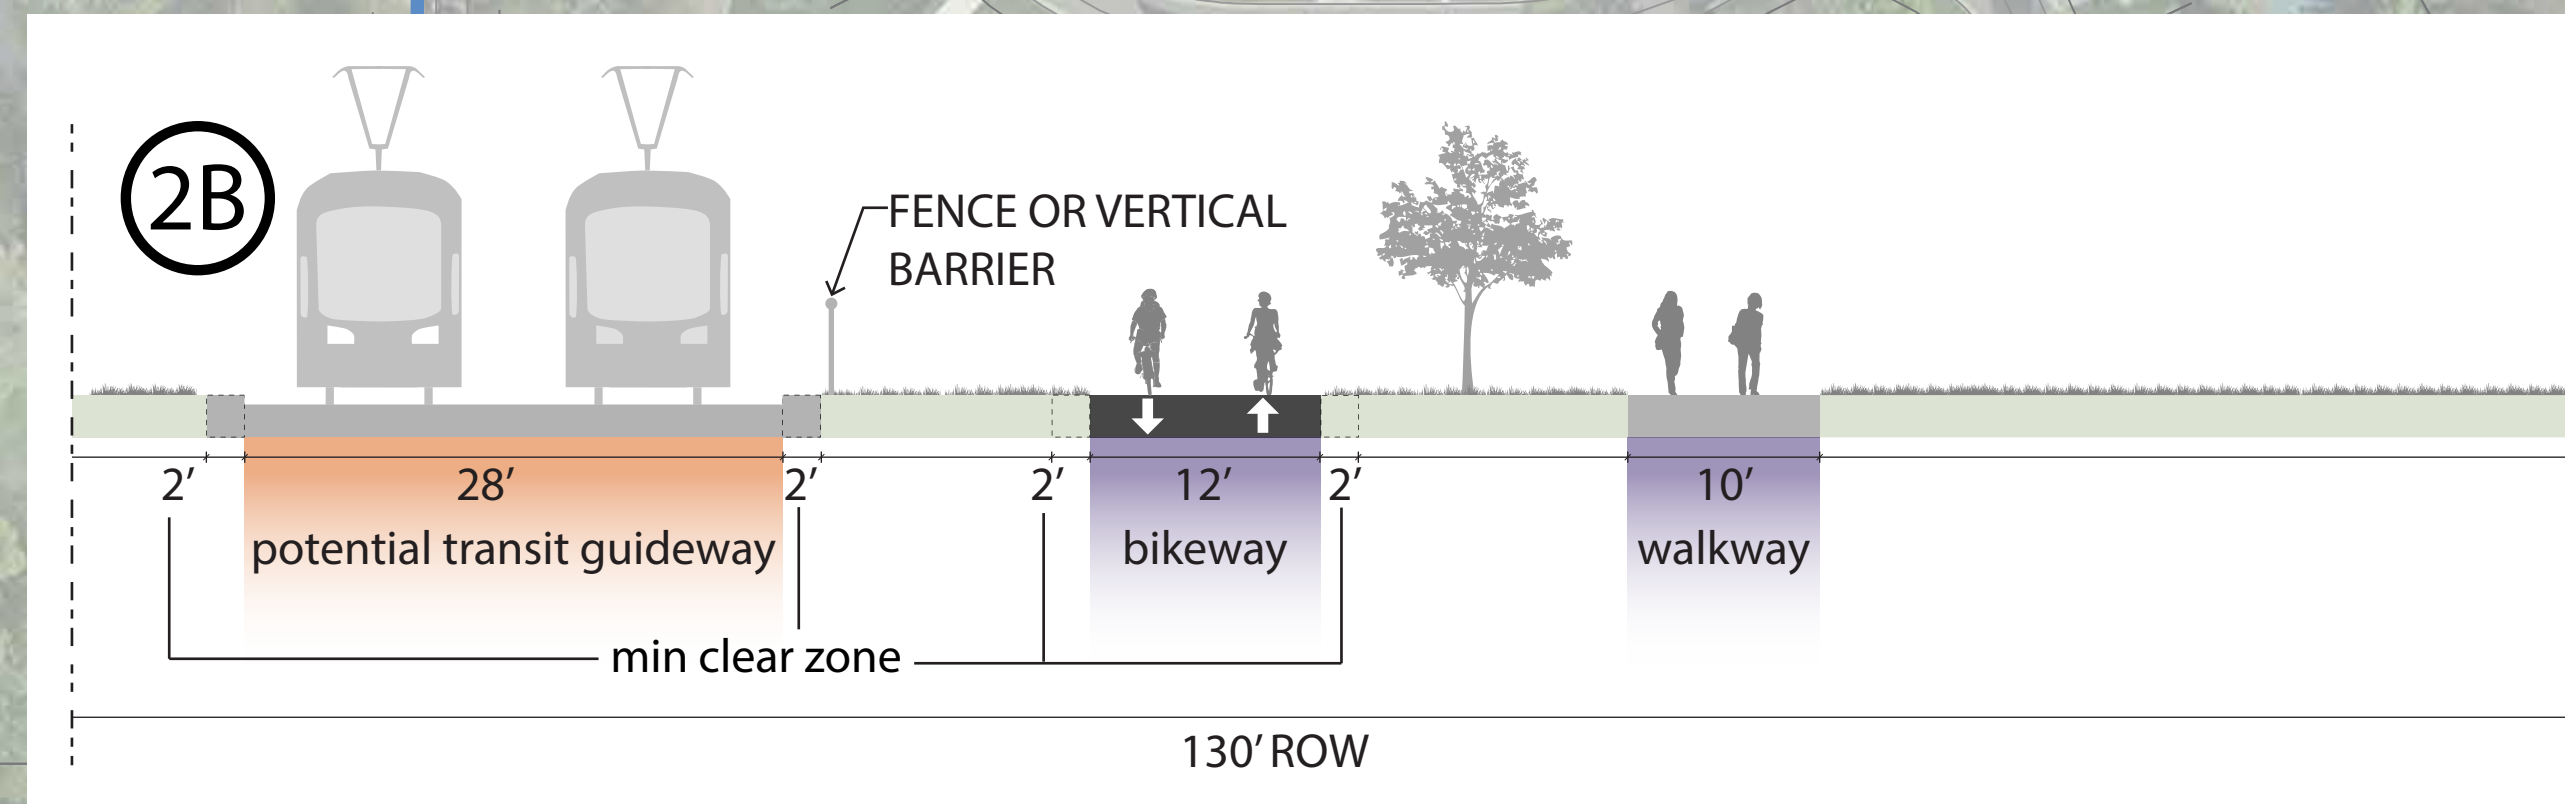 2B
FENCE OR VERTICAL
BARRIER
2’ 28’ 2’ 2’ 12’ 2’ 10’
potential transit guideway bikeway walkway
min clear zone
130’ ROW